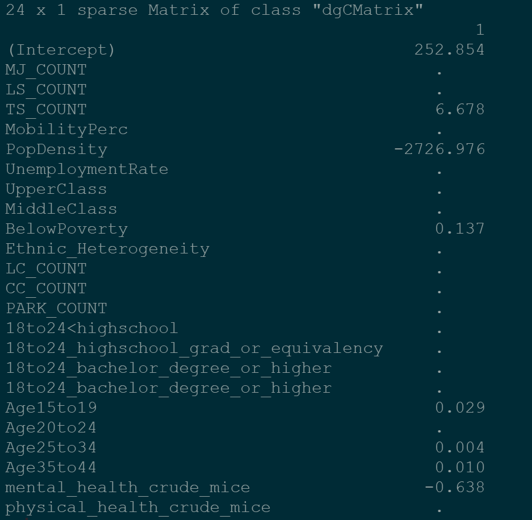 24 x 1 sparse Matrix of class "dgCMatrix"
1
(Intercept) 252.854
MJ_COUNT .
LS_COUNT .
TS_COUNT 6.678
MobilityPerc .
PopDensity -2726.976
UnemploymentRate .
UpperClass .
MiddleClass .
BelowPoverty 0.137
Ethnic_Heterogeneity .
LC_COUNT .
CC_COUNT .
PARK_COUNT .
18to24<highschool .
18to24_highschool_grad_or_equivalency .
18to24_bachelor_degree_or_higher .
18to24_bachelor_degree_or_higher .
Age15to19 0.029
Age20to24 .
Age25to34 0.004
Age35to44 0.010
mental_health_crude_mice -0.638
physical_health_crude_mice .